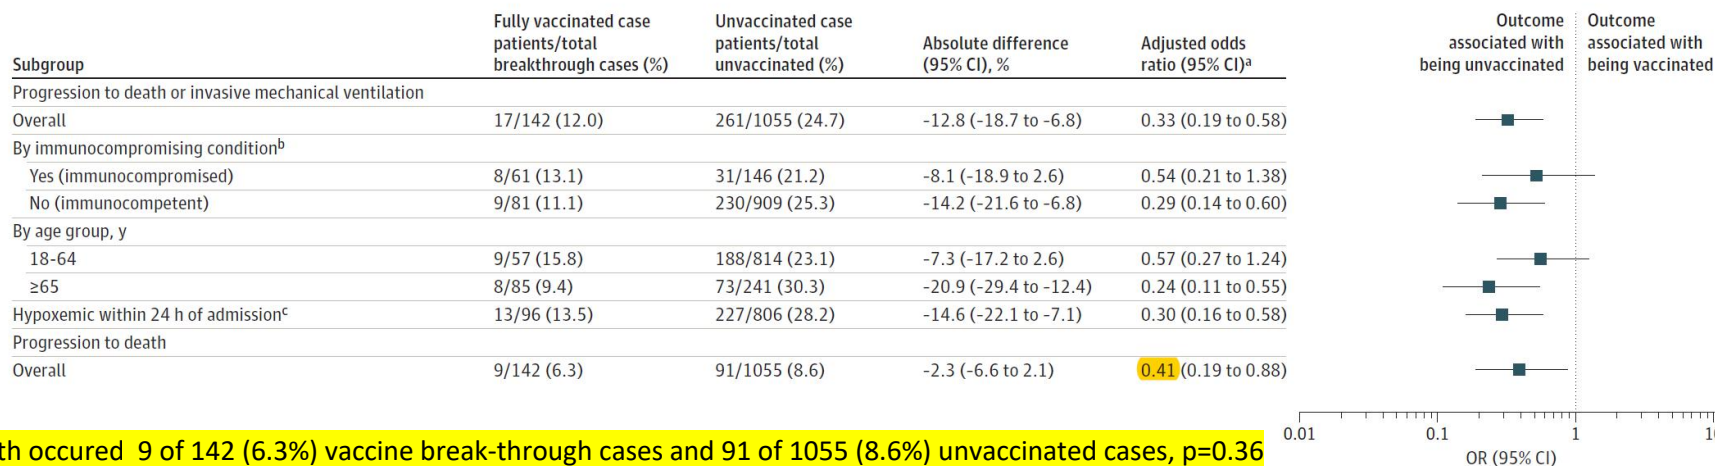 Fully vaccinated case Unvaccinated case Outcome Outcome
patients/total patients/total Absolute difference Adjusted odds associated with associated with
Subgroup breakthrough cases (%) unvaccinated (%) (95% CI), % ratio (95% CI)a being unvaccinated being vaccinated
Progression to death or invasive mechanical ventilation
Overall 17/142 (12.0) 261/1055 (24.7) -12.8 (-18.7 to -6.8) 0.33 (0.19 to 0.58)
By immunocompromising conditionb
Yes (immunocompromised) 8/61 (13.1) 31/146 (21.2) -8.1 (-18.9 to 2.6) 0.54 (0.21 to 1.38)
No (immunocompetent) 9/81 (11.1) 230/909 (25.3) -14.2 (-21.6 to -6.8) 0.29 (0.14 to 0.60)
By age group, y
18-64 9/57 (15.8) 188/814 (23.1) -7.3 (-17.2 to 2.6) 0.57 (0.27 to 1.24)
≥65 8/85 (9.4) 73/241 (30.3) -20.9 (-29.4 to -12.4) 0.24 (0.11 to 0.55)
Hypoxemic within 24 h of admissionc 13/96 (13.5) 227/806 (28.2) -14.6 (-22.1 to -7.1) 0.30 (0.16 to 0.58)
Progression to death
Overall 9/142 (6.3) 91/1055 (8.6) -2.3 (-6.6 to 2.1) 0.41 (0.19 to 0.88)
0.01 0.1 1
th occured 9 of 142 (6.3%) vaccine break-through cases and 91 of 1055 (8.6%) unvaccinated cases, p=0.36
OR (95% CI)